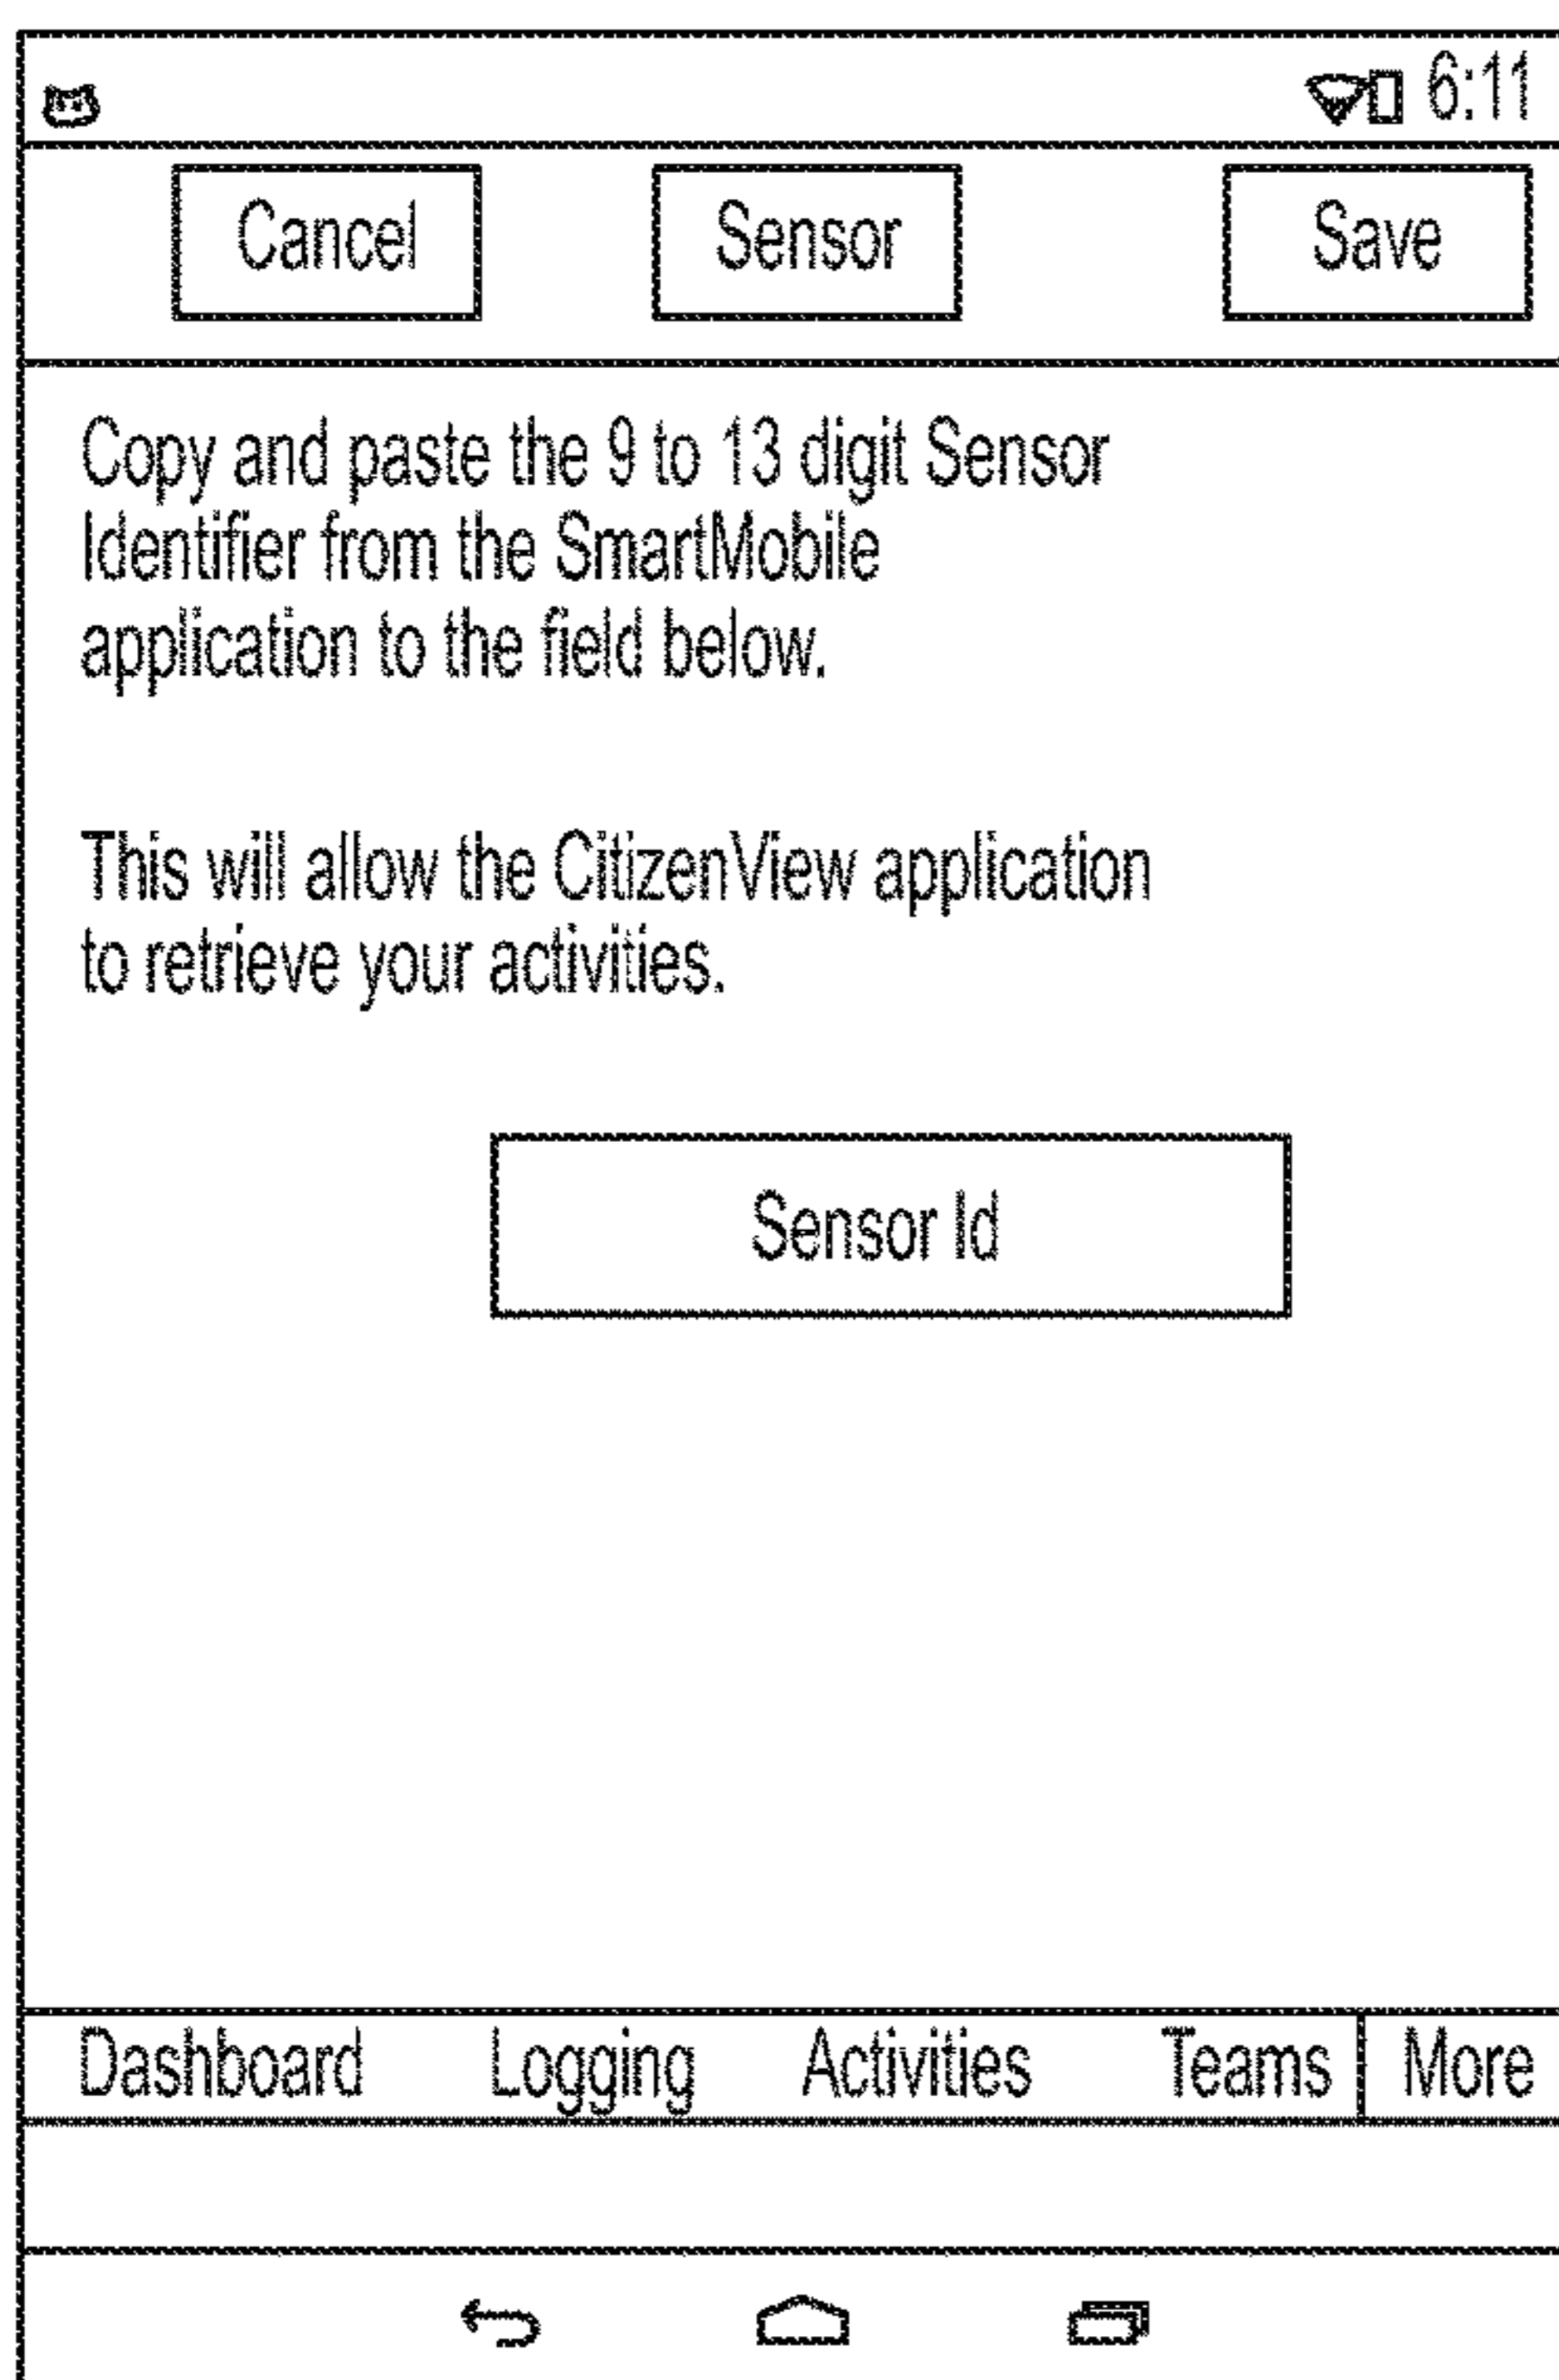 6:11
Cancel Sensor Save
Copy and paste the 9 to 13 digit Sensor
Identifier from the SmartMobile
application to the field below.
This will allow the CitizenView application
to retrieve your activities.
Sensor Id
Dashboard Logging Activities Teams More